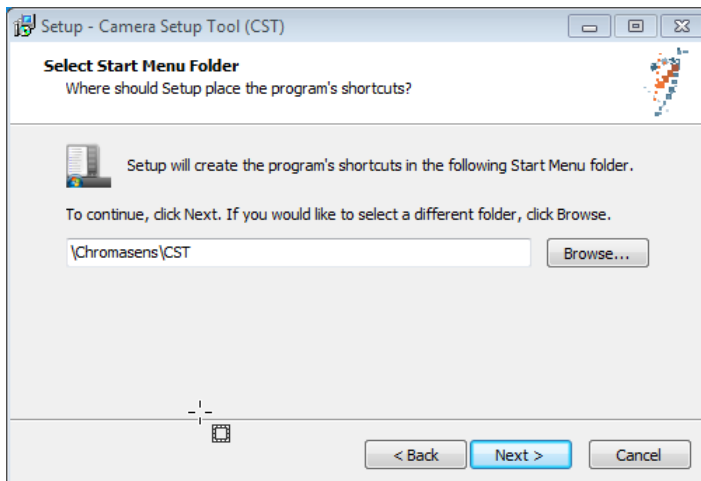 Setup - Camera Setup Tool (CST)
Select Start Menu Folder
Where should Setup place the program's shortcuts?
Setup will create the program's shortcuts in the following Start Menu folder.
To continue, click Next. If you would like to select a different folder, click Browse.
\Chromasens\CST
Browse...
< Back
Next >
Cancel